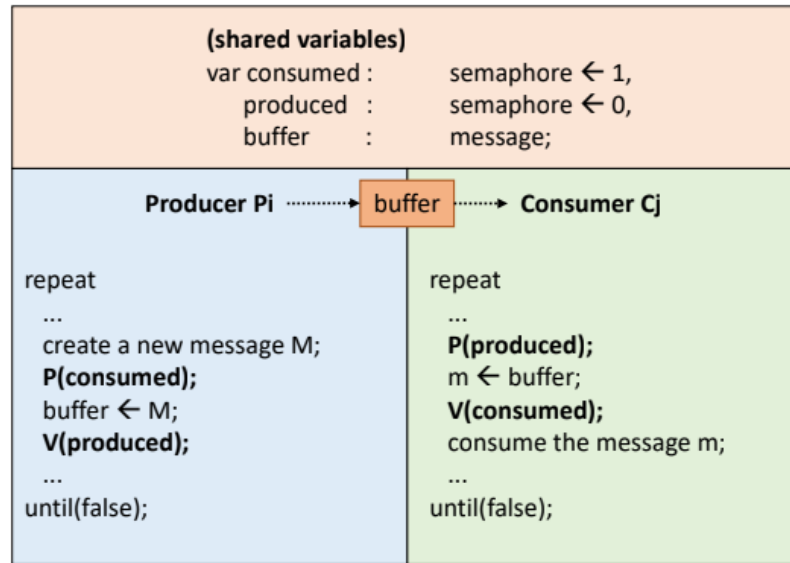 (shared variables)
var consumed : semaphore ← 1,
produced : semaphore ← 0,
buffer : message;
Producer Pi
buffer
Consumer Cj
repeat
...
create a new message M;
P(consumed);
buffer ← M;
V(produced);
...
until(false);
repeat
...
P(produced);
m ← buffer;
V(consumed);
consume the message m;
...
until(false);